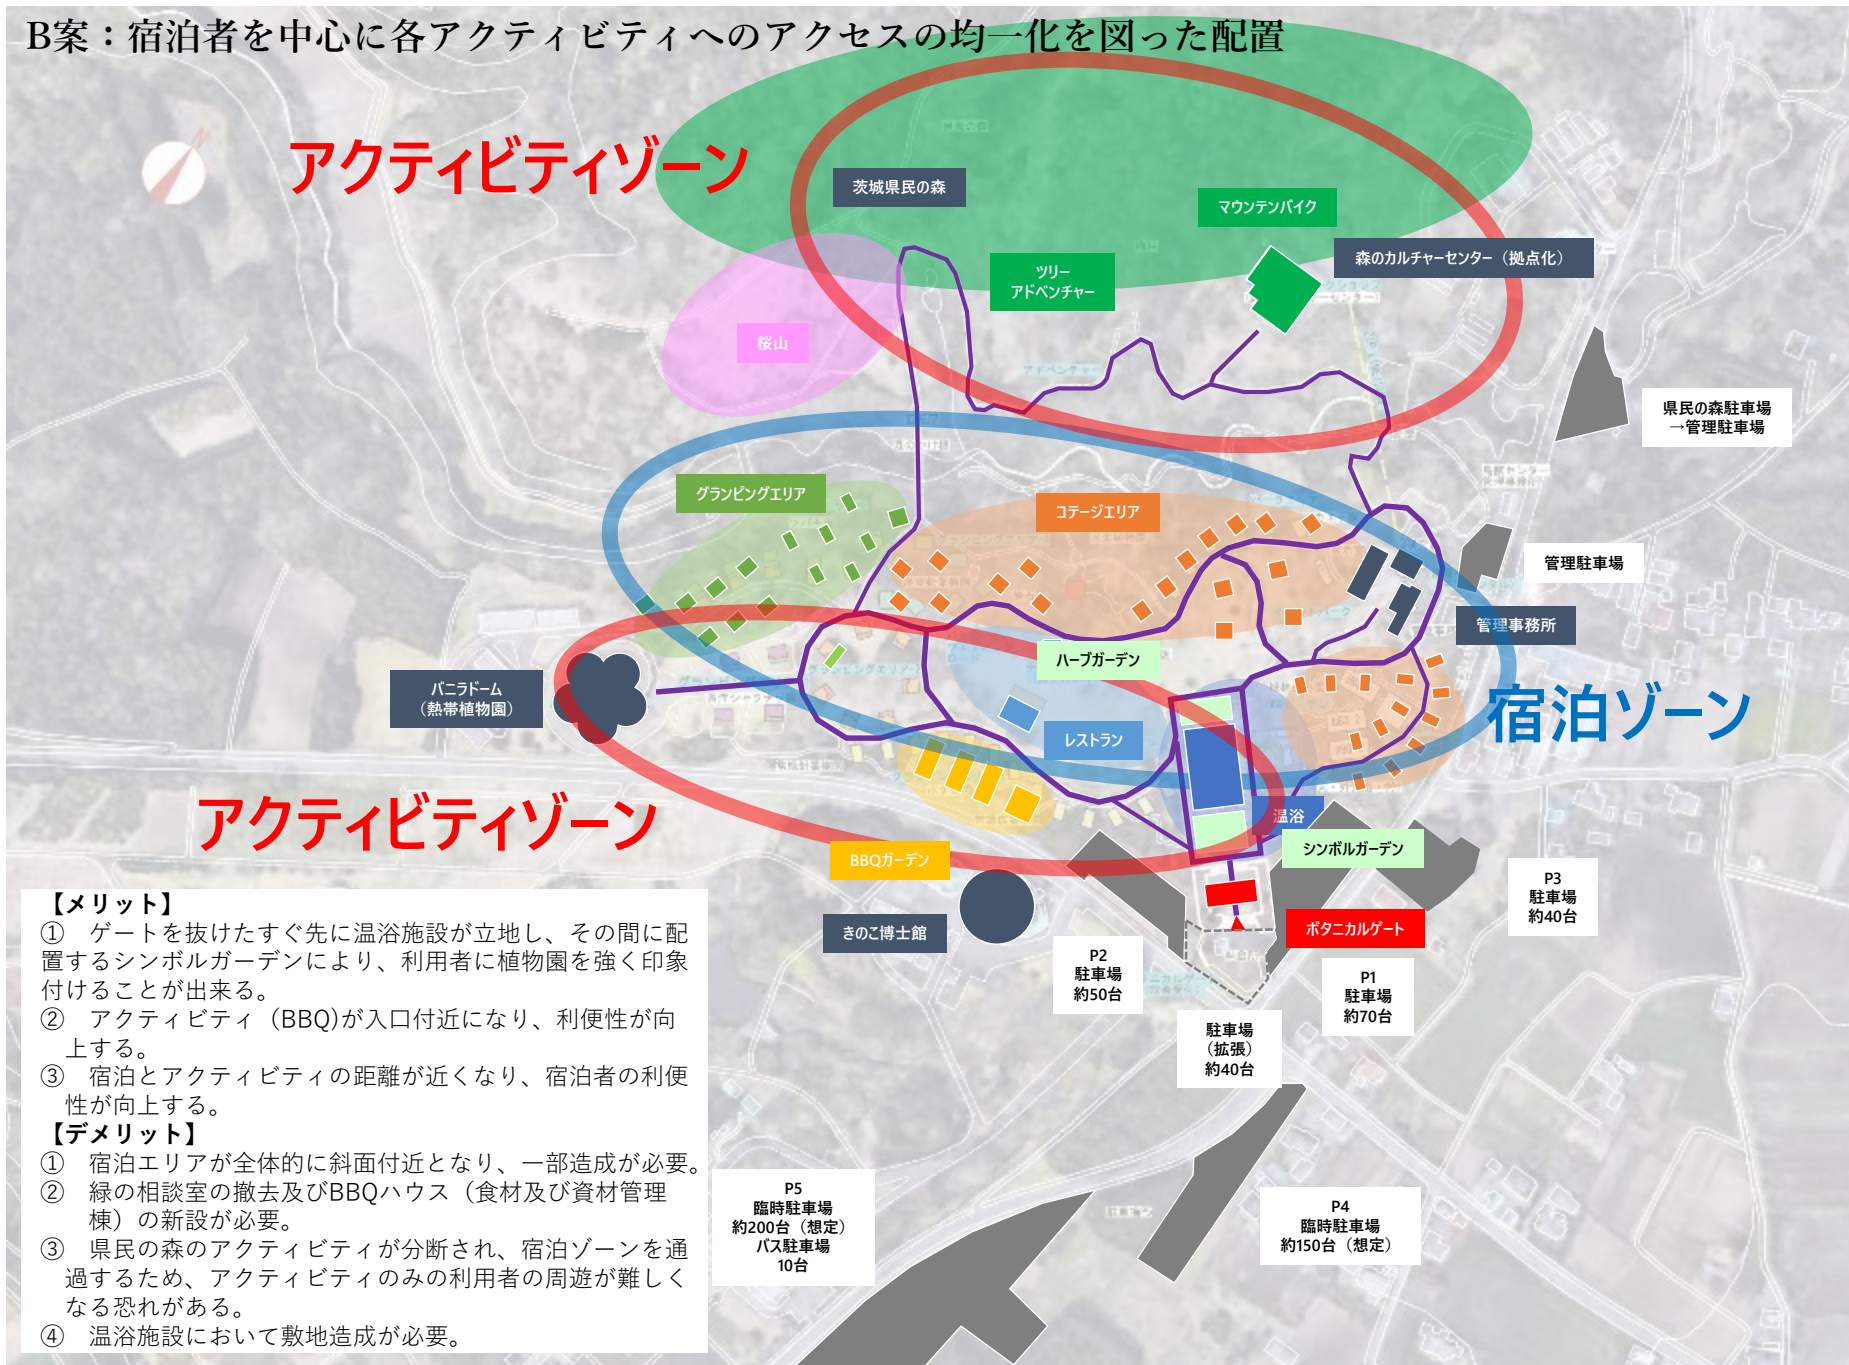 B案：宿泊者を中心に各アクティビティへのアクセスの均一化を図った配置
アクティビティゾーン
茨城県民の森
マウンテンバイク
森のカルチャーセンター（拠点化）
ツリー
アドベンチャー
桜山
県民の森駐車場
→管理駐車場
グランピングエリア
コテージエリア
管理駐車場
管理事務所
ハーブガーデン
バニラドーム
（熱帯植物園）
レストラン
宿泊ゾーン
アクティビティゾーン
温浴
シンボルガーデン
BBQガーデン
きのこ博士館
ボタニカルゲート
P3
駐車場
約40台
P2
駐車場
約50台
P1
駐車場
約70台
駐車場
（拡張）
約40台
【メリット】
①　ゲートを抜けたすぐ先に温浴施設が立地し、その間に配
置するシンボルガーデンにより、利用者に植物園を強く印象
付けることが出来る。
②　アクティビティ（BBQ)が入口付近になり、利便性が向
上する。
③　宿泊とアクティビティの距離が近くなり、宿泊者の利便
性が向上する。
【デメリット】
①　宿泊エリアが全体的に斜面付近となり、一部造成が必要。
②　緑の相談室の撤去及びBBQハウス（食材及び資材管理
棟）の新設が必要。
③　県民の森のアクティビティが分断され、宿泊ゾーンを通
過するため、アクティビティのみの利用者の周遊が難しく
なる恐れがある。
④　温浴施設において敷地造成が必要。
P5
臨時駐車場
約200台（想定）
バス駐車場
10台
P4
臨時駐車場
約150台（想定）